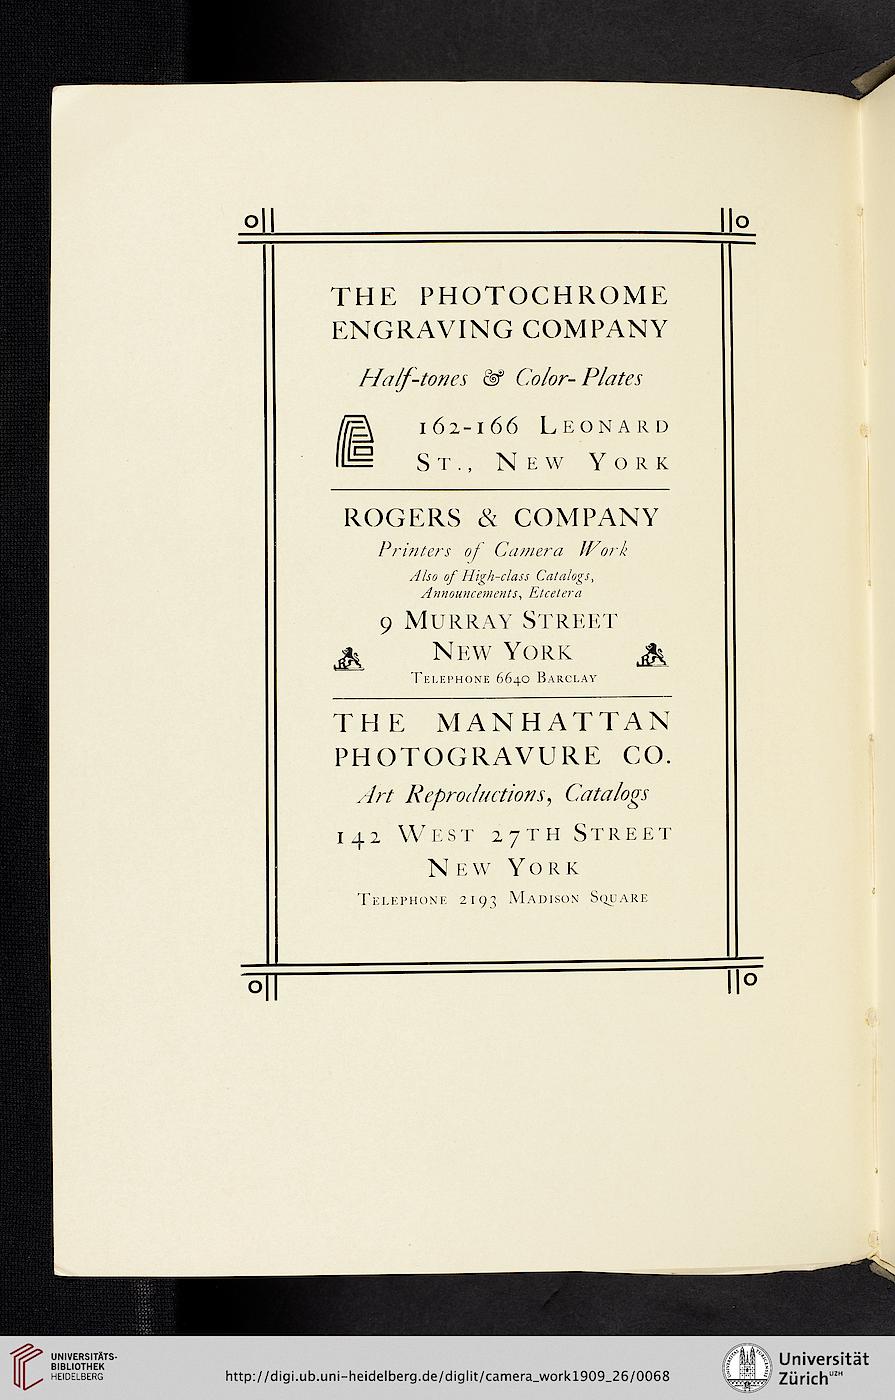 THE PHOTOCHROME
ENGRAVING COMPANY
Half-tones & Color-Plates
162-166 LEONARD
ST., NEW YORK
ROGERS & COMPANY
Printers of Camera Work
Also of High-class Catalogs,
Announcements, Etcetera
9 MURRAY STREET
NEW YORK
TELEPHONE 6640 BARCLAY
THE MANHATTAN
PHOTOGRAVURE CO.
Art Reproductions, Catalogs
142 WEST 27TH STREET
NEW YORK
TELEPHONE 2193 MADISON SQUARE
UNIVERSITÄTS-
BIBLIOTHEK
HEIDELBERG
http://digi.ub.uni-heidelberg.de/diglit/camera_work1909_26/0068
Universität
Zürich UZH